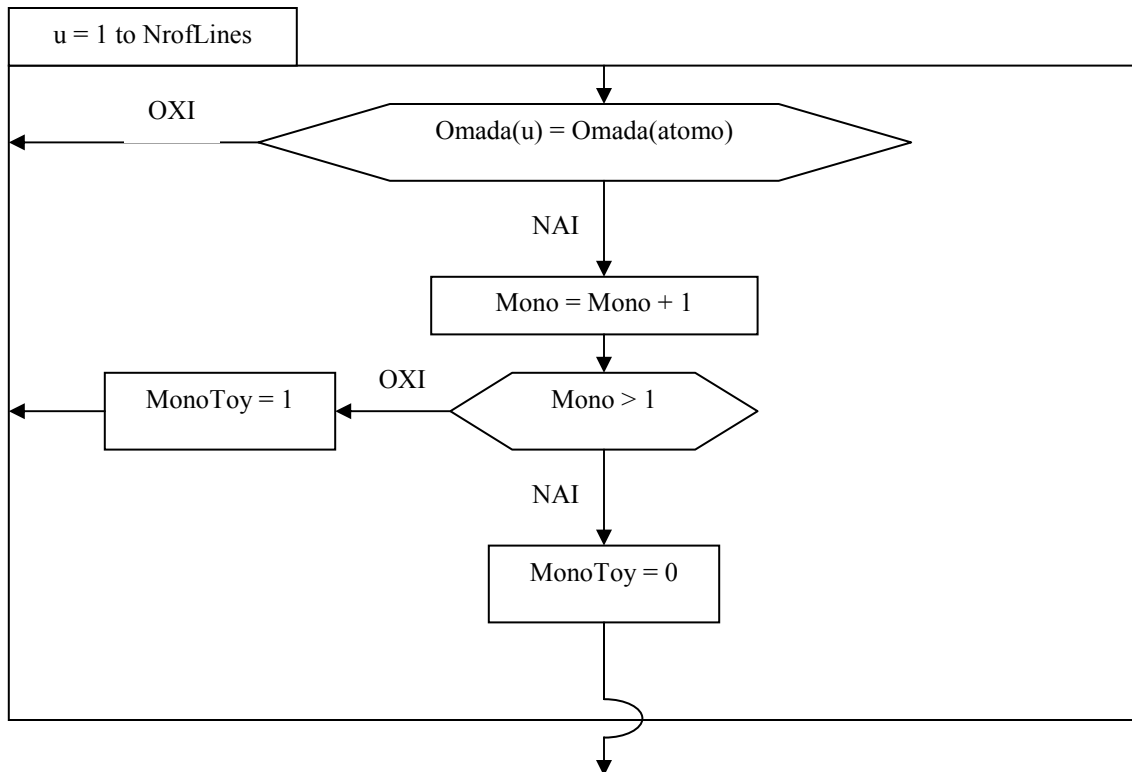 u = 1 to NrofLines
OXI
Omada(u) = Omada(atomo)
NAI
Mono = Mono + 1
OXI
MonoToy = 1
Mono > 1
NAI
MonoToy = 0